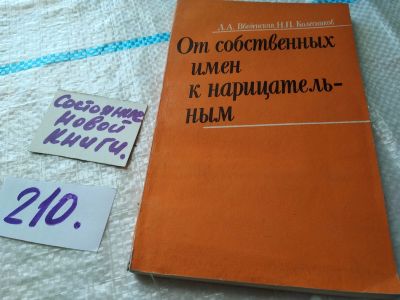 Л.А. Введенская, Н.П. Колесников
От собственных
имен
к нарицатель-
ным
Состояние
новой
книги.
210.